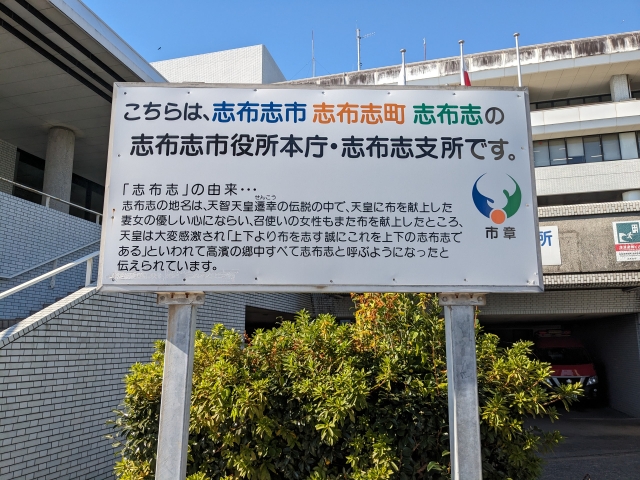 こちらは、志布志市 志布志町 志布志の
志布志市役所本庁・志布志支所です。
「志布志」の由来・・・
せんこう
志布志の地名は、天智天皇遷幸の伝説の中で、天皇に布を献上した
妻女の優しい心にならい、召使いの女性もまた布を献上したところ、
天皇は大変感激され「上下より布を志す誠にこれを上下の志布志で
ある」といわれて高濱の郷中すべて志布志と呼ぶようになったと
伝えられています。
市章
所